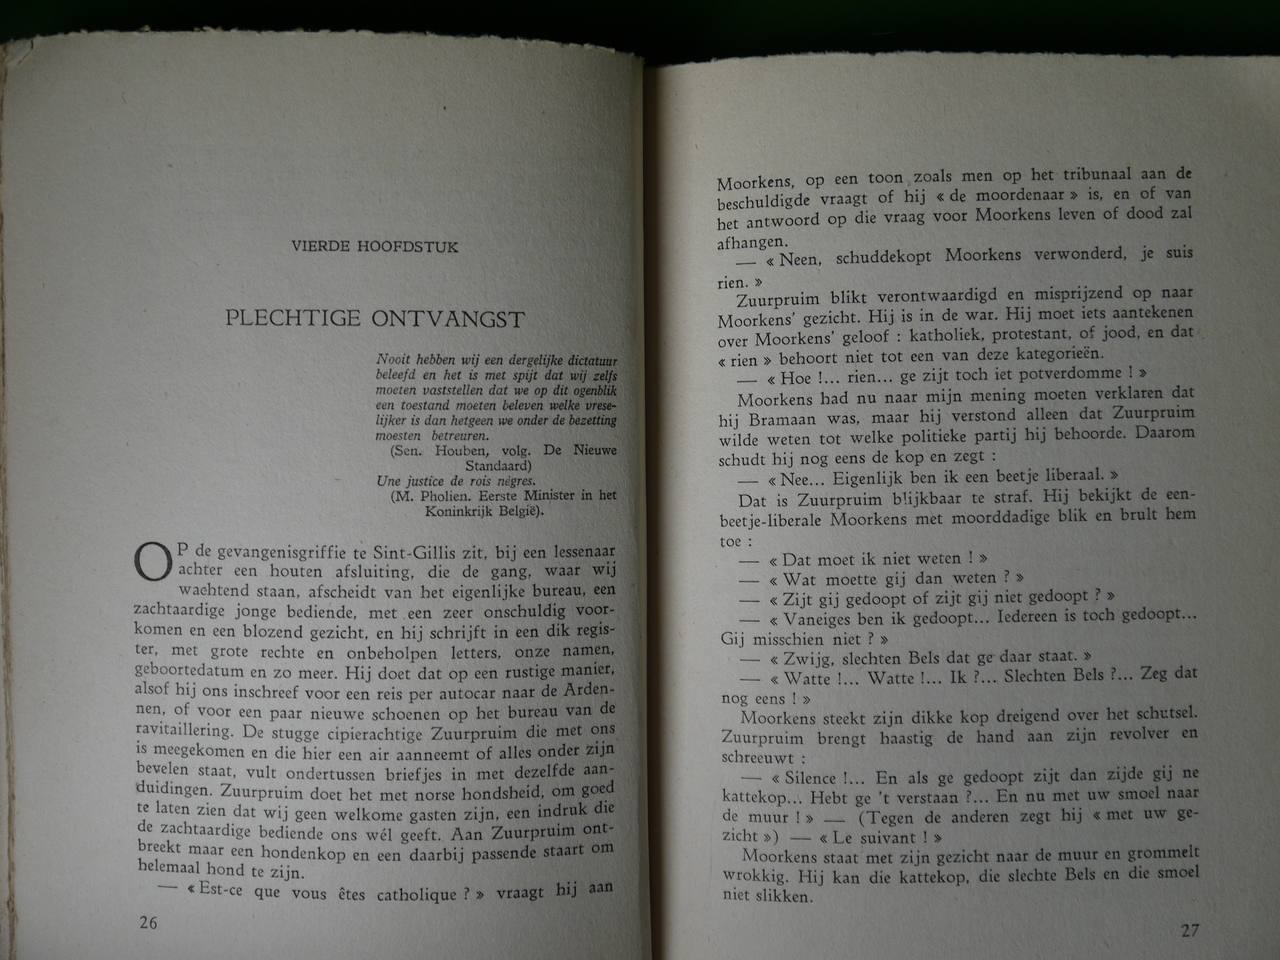 VIERDE HOOFDSTUK
PLECHTIGE ONTVANGST
Nooit hebben wij een dergelijke dictatuur
beleefd en het is met spijt dat wij zelfs
moeten vaststellen dat we op dit ogenblik
een toestand moeten beleven welke vrese-
lijker is dan hetgeen we onder de bezetting
moesten betreuren.
(Sen. Houben, volg. De Nieuwe
Standaard)
Une justice de rois nègres.
(M. Pholien. Eerste Minister in het
Koninkrijk België).
OP de gevangenisgriffie te Sint-Gillis zit, bij een lessenaar
achter een houten afsluiting, die de gang, waar wij
wachtend staan, afscheidt van het eigenlijke bureau, een
zachtaardige jonge bediende, met een zeer onschuldig voor-
komen en een blozend gezicht, en hij schrijft in een dik regis-
ter, met grote rechte en onbeholpen letters, onze namen,
geboortedatum en zo meer. Hij doet dat op een rustige manier,
alsof hij ons inschreef voor een reis per autocar naar de Arden-
nen, of voor een paar nieuwe schoenen op het bureau van de
ravitaillering. De stugge cipierachtige Zuurpruim die met ons
is meegekomen en die hier een air aanneemt of alles onder zijn
bevelen staat, vult ondertussen briefjes in met dezelfde aan-
duidingen. Zuurpruim doet het met norse hondsheid, om goed
te laten zien dat wij geen welkome gasten zijn, een indruk die
de zachtaardige bediende ons wél geeft. Aan Zuurpruim ont-
breekt maar een hondenkop en een daarbij passende staart om
helemaal hond te zijn.
— « Est-ce que vous êtes catholique ? » vraagt hij aan
26
Moorkens, op een toon zoals men op het tribunaal aan de
beschuldigde vraagt of hij « de moordenaar » is, en of van
het antwoord op die vraag voor Moorkens leven of dood zal
afhangen.
— « Neen, schuddekopt Moorkens verwonderd, je suis
rien. »
Zuurpruim blikt verontwaardigd en misprijzend op naar
Moorkens' gezicht. Hij is in de war. Hij moet iets aantekenen
over Moorkens' geloof : katholiek, protestant, of jood, en dat
« rien » behoort niet tot een van deze kategorieën.
— « Hoe !... rien... ge zijt toch iet potverdomme ! »
Moorkens had nu naar mijn mening moeten verklaren dat
hij Bramaan was, maar hij verstond alleen dat Zuurpruim
wilde weten tot welke politieke partij hij behoorde. Daarom
schudt hij nog eens de kop en zegt :
— « Nee... Eigenlijk ben ik een beetje liberaal. »
Dat is Zuurpruim blijkbaar te straf. Hij bekijkt de een-
beetje-liberale Moorkens met moorddadige blik en brult hem
toe :
— « Dat moet ik niet weten ! »
— « Wat moette gij dan weten ? »
— « Zijt gij gedoopt of zijt gij niet gedoopt ? »
— « Vaneiges ben ik gedoopt... Iedereen is toch gedoopt...
Gij misschien niet ? »
— « Zwijg, slechten Bels dat ge daar staat. »
— « Watte !... Watte !... Ik ?... Slechten Bels ?... Zeg dat
nog eens ! »
Moorkens steekt zijn dikke kop dreigend over het schutsel.
Zuurpruim brengt haastig de hand aan zijn revolver en
schreeuwt :
— « Silence !... En als ge gedoopt zijt dan zijde gij ne
kattekop... Hebt ge 't verstaan ?... En nu met uw smoel naar
de muur ! » — (Tegen de anderen zegt hij « met uw ge-
zicht ») — « Le suivant ! »
Moorkens staat met zijn gezicht naar de muur en grommelt
wrokkig. Hij kan die kattekop, die slechte Bels en die smoel
niet slikken.
27